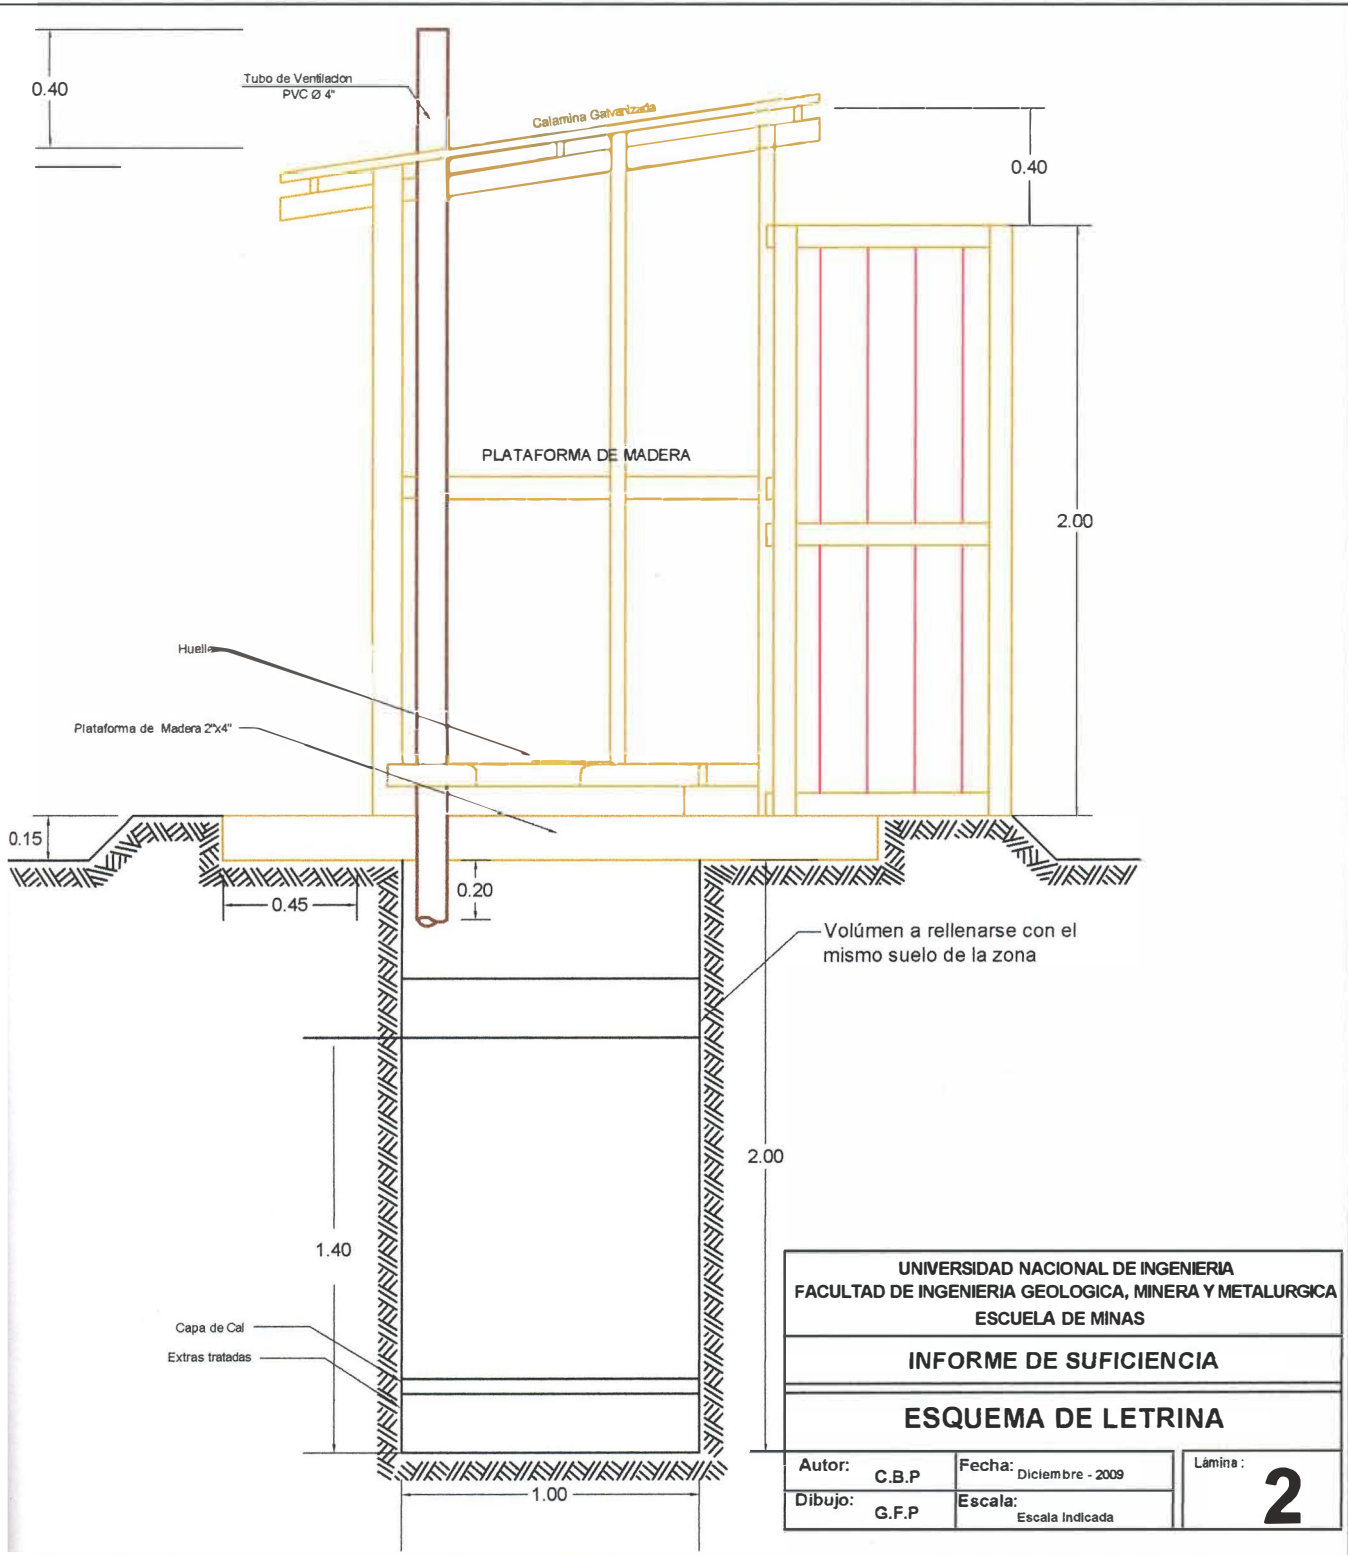 0.40
Tubo de Ventilacion
PVC Ø 4"
Calamina Galvanizada
0.40
PLATAFORMA DE MADERA
2.00
Huella
Plataforma de Madera 2"x4"
0.15
0.20
0.45
Volúmen a rellenarse con el
mismo suelo de la zona
2.00
1.40
Capa de Cal
Extras tratadas
1.00
UNIVERSIDAD NACIONAL DE INGENIERIA
FACULTAD DE INGENIERIA GEOLOGICA, MINERA Y METALURGICA
ESCUELA DE MINAS
INFORME DE SUFICIENCIA
ESQUEMA DE LETRINA
Autor: C.B.P
Fecha: Diciembre - 2009
Lámina :
2
Dibujo: G.F.P
Escala: Escala Indicada